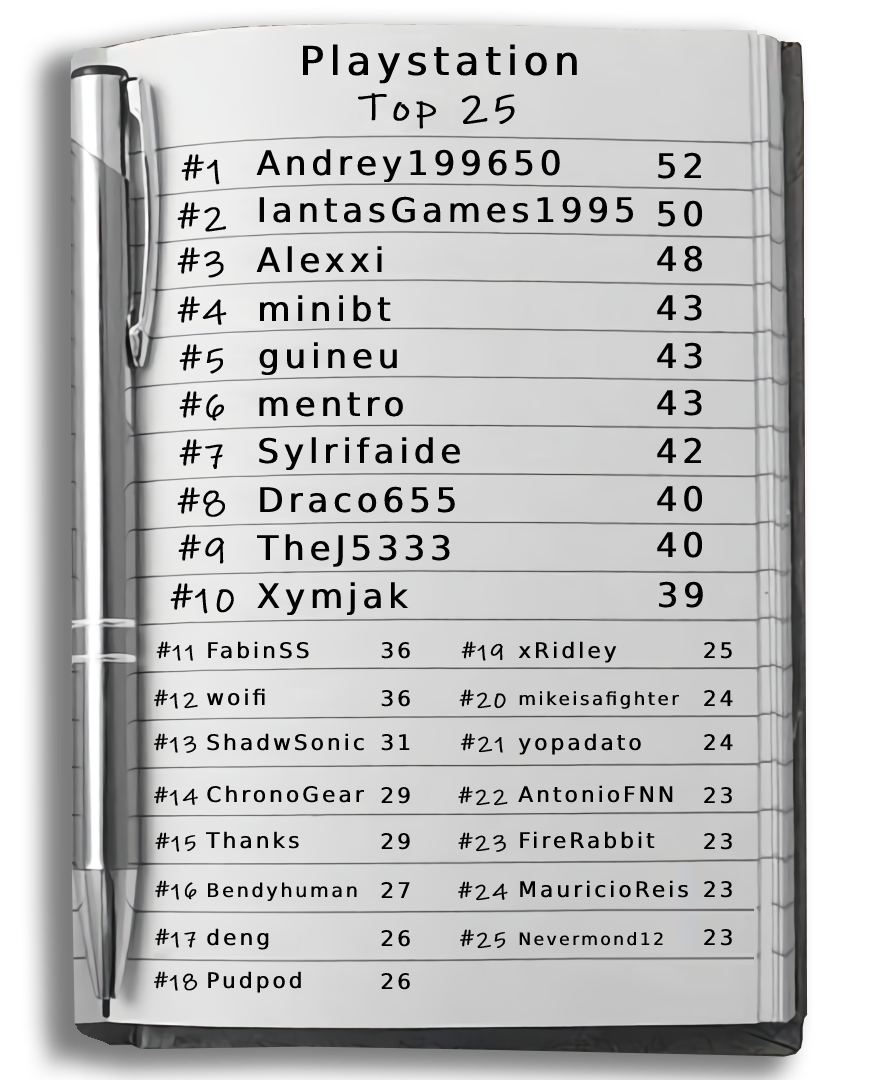 Playstation
Top 25
#1 Andrey199650 52
#2 IantasGames1995 50
#3 Alexxi 48
#4 minibt 43
#5 guineu 43
#6 mentro 43
#7 Sylrifaide 42
#8 Draco655 40
#9 TheJ5333 40
#10 Xymjak 39
#11 FabinSS 36
#12 woifi 36
#13 ShadwSonic 31
#14 ChronoGear 29
#15 Thanks 29
#16 Bendyhuman 27
#17 deng 26
#18 Pudpod 26
#19 xRidley 25
#20 mikeisafighter 24
#21 yopadato 24
#22 AntonioFNN 23
#23 FireRabbit 23
#24 MauricioReis 23
#25 Nevermond12 23